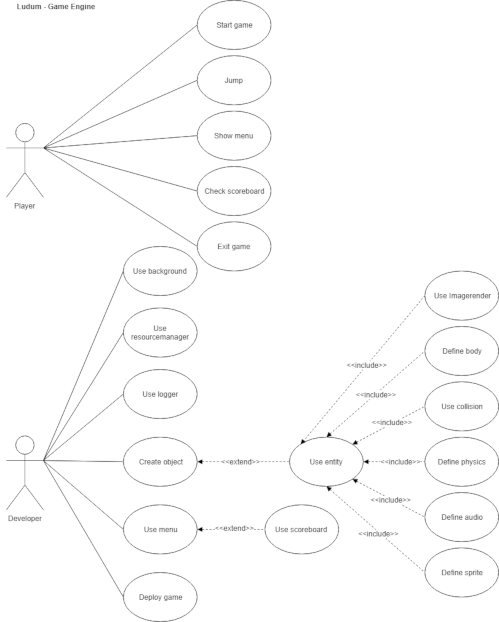 Ludum - Game Engine
Start game
Jump
Show menu
Check scoreboard
Exit game
Player
Use background
Use
resourcemanager
Use logger
Create object
Use menu
Deploy game
Developer
<<extend>>
<<extend>>
Use entity
Use scoreboard
<<include>>
<<include>>
<<include>>
<<include>>
<<include>>
<<include>>
Use Imagerender
Define body
Use collision
Define physics
Define audio
Define sprite